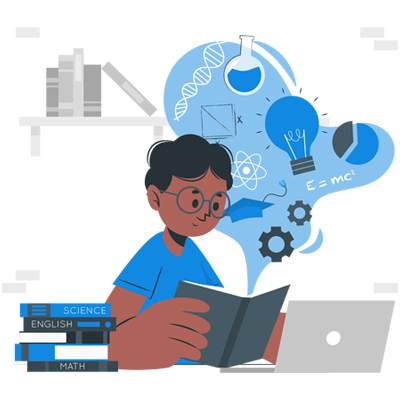 x
E = mc²
SCIENCE
ENGLISH
MATH